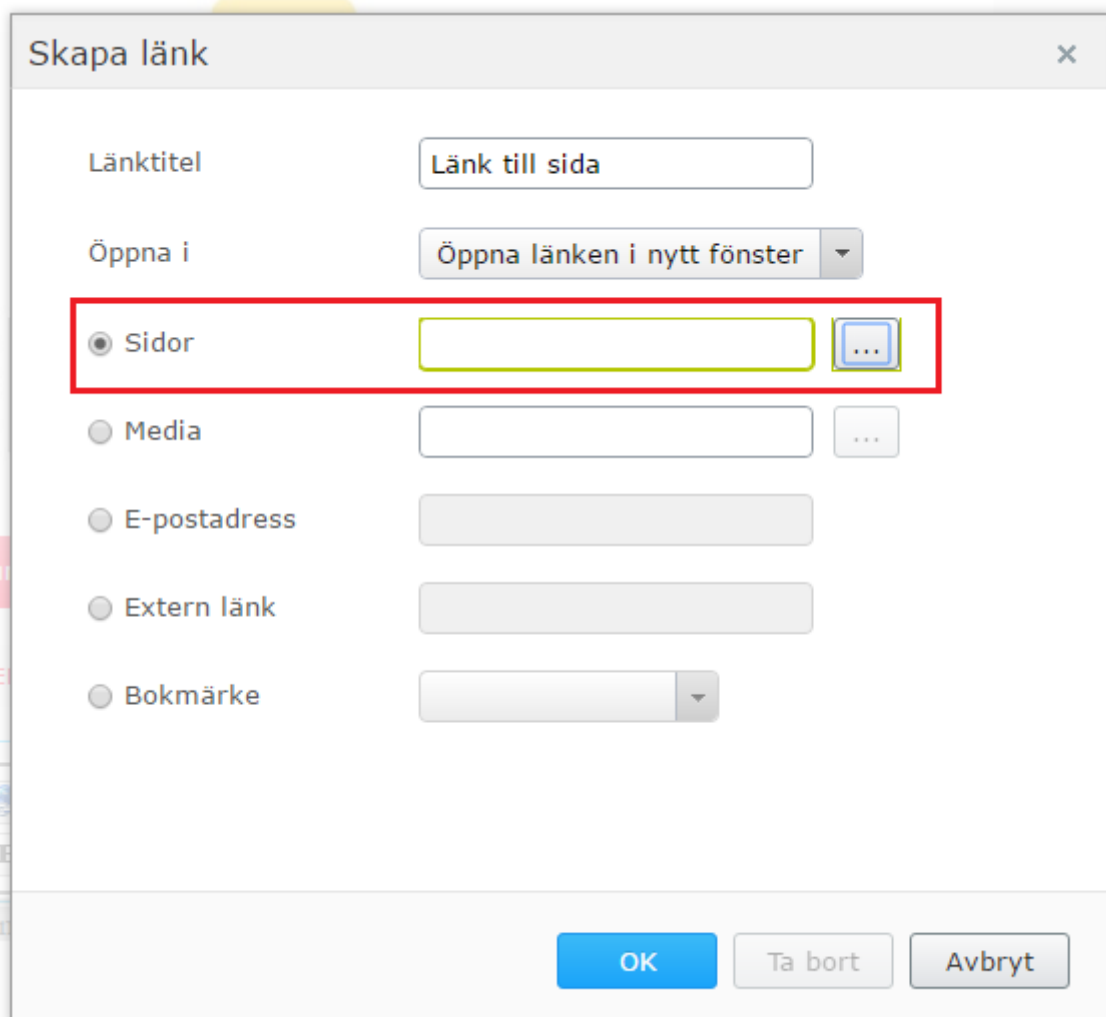 Skapa länk
Länktitel Länk till sida
Öppna i Öppna länken i nytt fönster
Sidor ...
Media ...
E-postadress
Extern länk
Bokmärke
OK Ta bort Avbryt